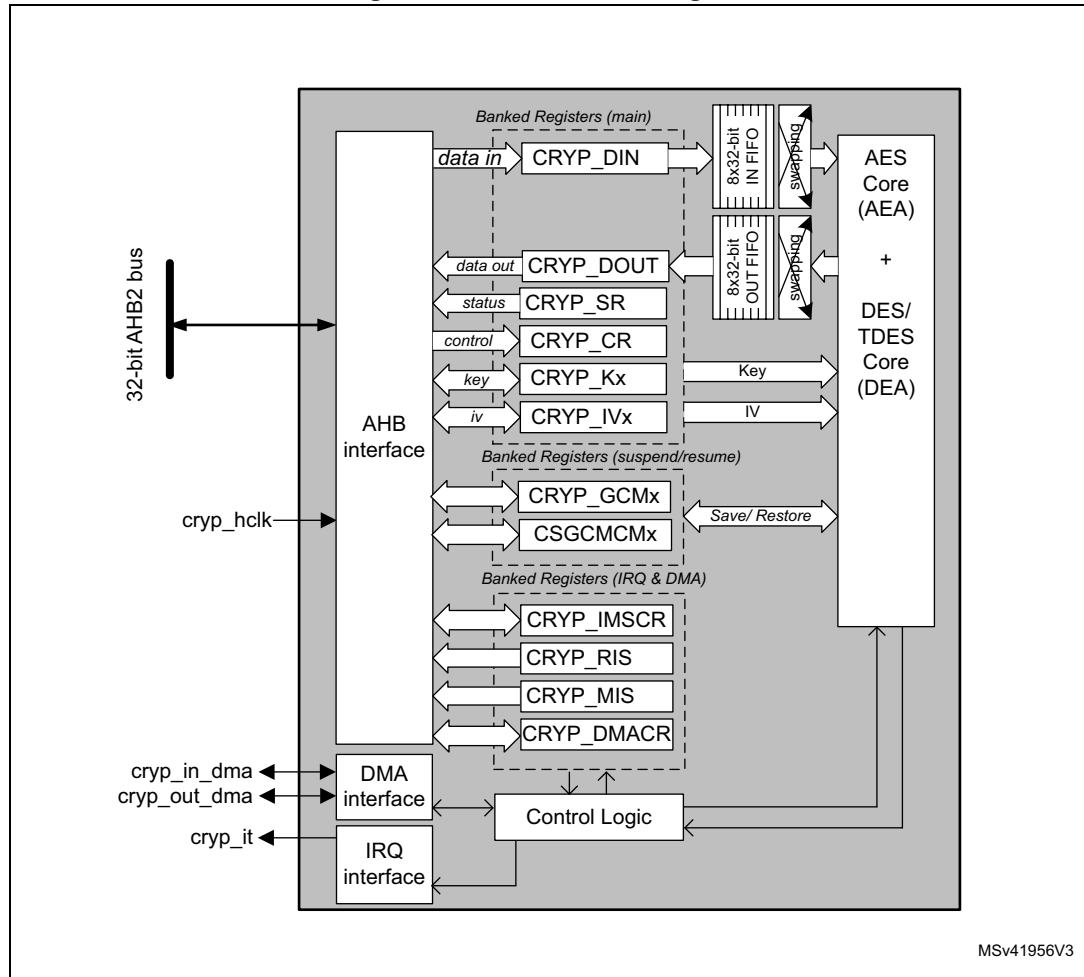 Banked Registers (main)
data in
CRYP_DIN
8x32-bit
IN FIFO
swapping
AES
Core
(AEA)
+
DES/
TDES
Core
(DEA)
data out
CRYP_DOUT
8x32-bit
OUT FIFO
swapping
status
CRYP_SR
control
CRYP_CR
key
CRYP_Kx
Key
iv
CRYP_IVx
IV
32-bit AHB2 bus
AHB
interface
cryp_hclk
Banked Registers (suspend/resume)
CRYP_GCMx
CSGCMCMx
Save/ Restore
Banked Registers (IRQ & DMA)
CRYP_IMSCR
CRYP_RIS
CRYP_MIS
CRYP_DMACR
cryp_in_dma
cryp_out_dma
DMA
interface
Control Logic
cryp_it
IRQ
interface
MSv41956V3